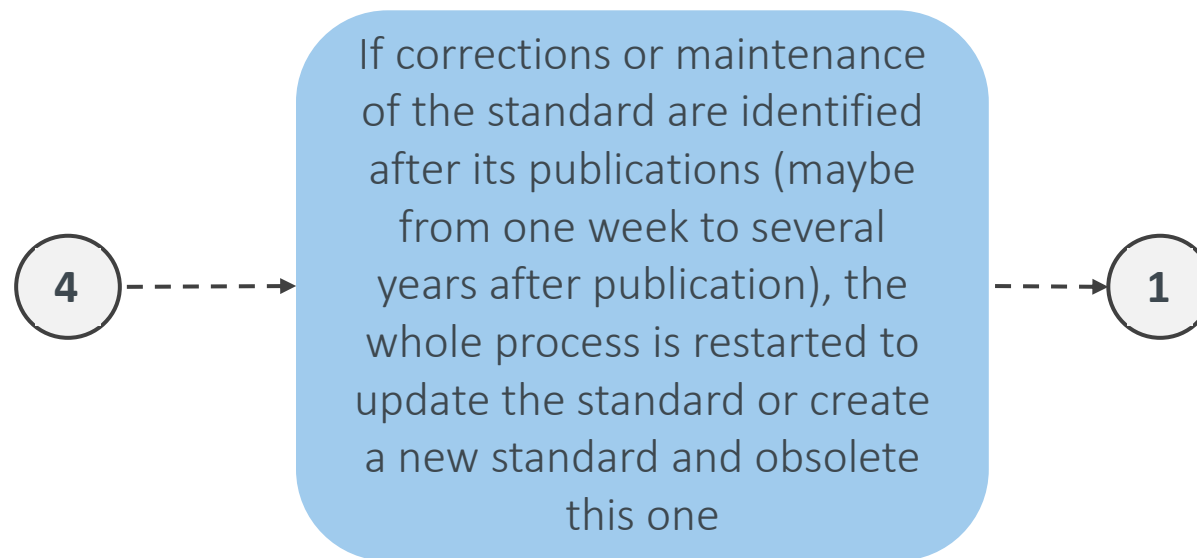 If corrections or maintenance
of the standard are identified
after its publications (maybe
from one week to several
years after publication), the
whole process is restarted to
update the standard or create
a new standard and obsolete
this one
4
1